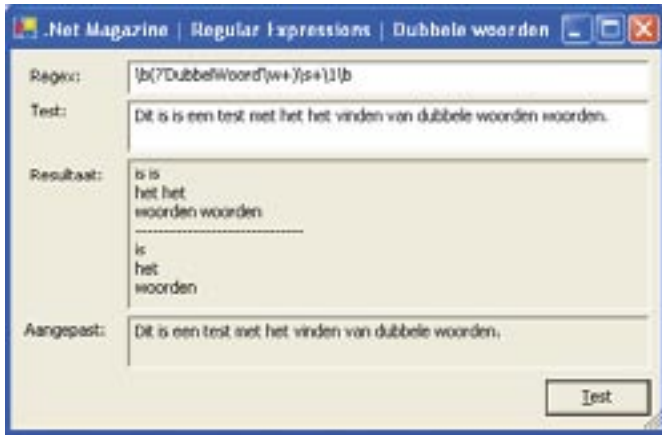 .Net Magazine | Regular Expressions | Dubbele woorden
Regex: \b(?'DubbelWoord'\w+)\s+\1\b
Test: Dit is is een test met het het vinden van dubbele woorden woorden.
Resultaat: is is
het het
woorden woorden
--------------------------------
is
het
woorden
Aangepast: Dit is een test met het vinden van dubbele woorden.
Test